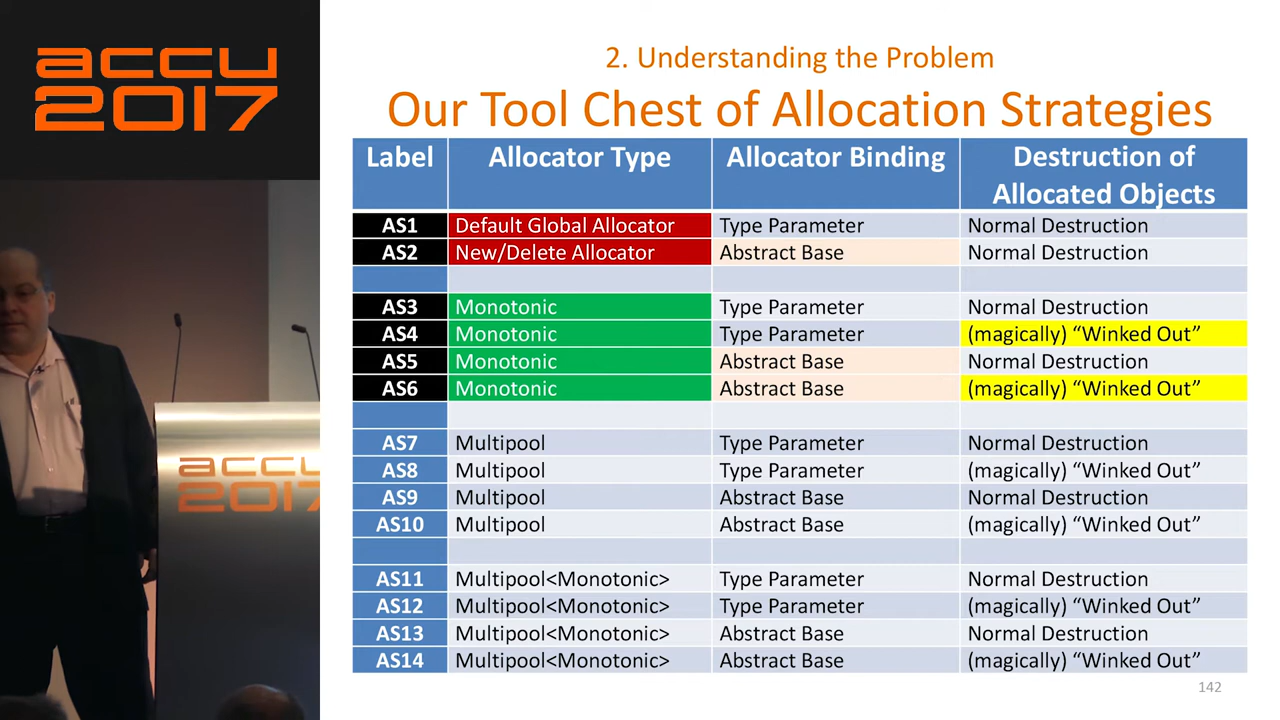 accu
2017
2. Understanding the Problem
Our Tool Chest of Allocation Strategies
Label Allocator Type Allocator Binding Destruction of
Allocated Objects
AS1 Default Global Allocator Type Parameter Normal Destruction
AS2 New/Delete Allocator Abstract Base Normal Destruction
AS3 Monotonic Type Parameter Normal Destruction
AS4 Monotonic Type Parameter (magically) “Winked Out”
AS5 Monotonic Abstract Base Normal Destruction
AS6 Monotonic Abstract Base (magically) “Winked Out”
AS7 Multipool Type Parameter Normal Destruction
AS8 Multipool Type Parameter (magically) “Winked Out”
AS9 Multipool Abstract Base Normal Destruction
AS10 Multipool Abstract Base (magically) “Winked Out”
AS11 Multipool<Monotonic> Type Parameter Normal Destruction
AS12 Multipool<Monotonic> Type Parameter (magically) “Winked Out”
AS13 Multipool<Monotonic> Abstract Base Normal Destruction
AS14 Multipool<Monotonic> Abstract Base (magically) “Winked Out”
142
accu
2017